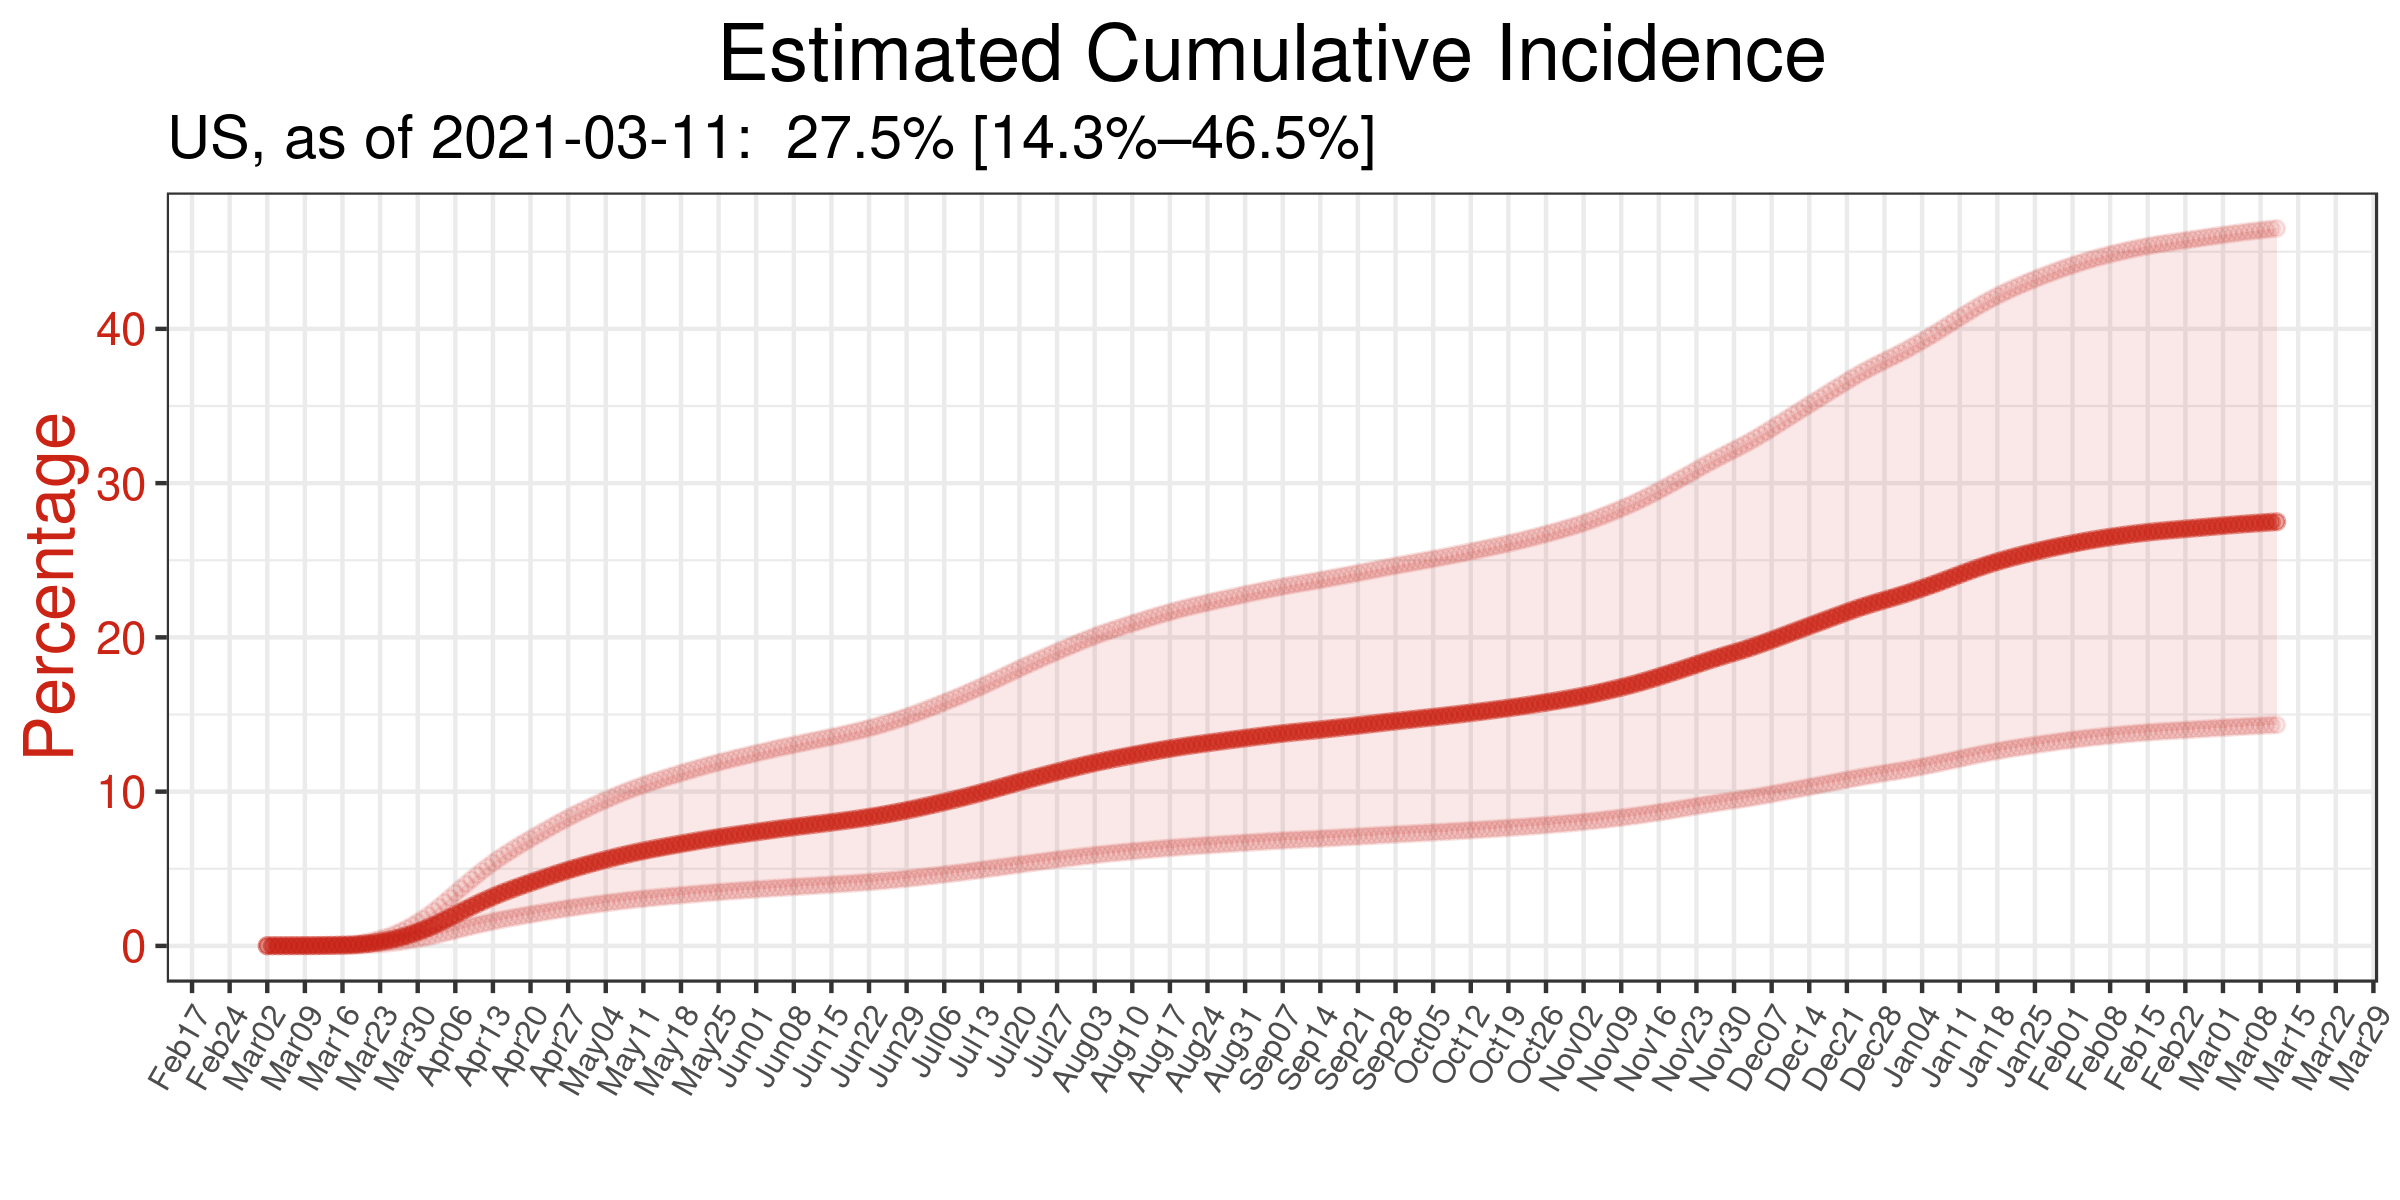 Estimated Cumulative Incidence
US, as of 2021-03-11:  27.5% [14.3%–46.5%]
Percentage
40
30
20
10
0
Feb17
Feb24
Mar02
Mar09
Mar16
Mar23
Mar30
Apr06
Apr13
Apr20
Apr27
May04
May11
May18
May25
Jun01
Jun08
Jun15
Jun22
Jun29
Jul06
Jul13
Jul20
Jul27
Aug03
Aug10
Aug17
Aug24
Aug31
Sep07
Sep14
Sep21
Sep28
Oct05
Oct12
Oct19
Oct26
Nov02
Nov09
Nov16
Nov23
Nov30
Dec07
Dec14
Dec21
Dec28
Jan04
Jan11
Jan18
Jan25
Feb01
Feb08
Feb15
Feb22
Mar01
Mar08
Mar15
Mar22
Mar29